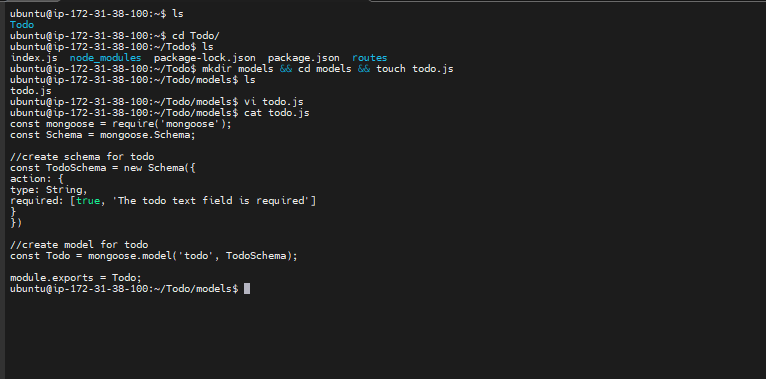 ubuntu@ip-172-31-38-100:~$ ls
Todo
ubuntu@ip-172-31-38-100:~$ cd Todo/
ubuntu@ip-172-31-38-100:~/Todo$ ls
index.js  node_modules  package-lock.json  package.json  routes
ubuntu@ip-172-31-38-100:~/Todo$ mkdir models && cd models && touch todo.js
ubuntu@ip-172-31-38-100:~/Todo/models$ ls
todo.js
ubuntu@ip-172-31-38-100:~/Todo/models$ vi todo.js
ubuntu@ip-172-31-38-100:~/Todo/models$ cat todo.js
const mongoose = require('mongoose');
const Schema = mongoose.Schema;

//create schema for todo
const TodoSchema = new Schema({
action: {
type: String,
required: [true, 'The todo text field is required']
}
})

//create model for todo
const Todo = mongoose.model('todo', TodoSchema);

module.exports = Todo;
ubuntu@ip-172-31-38-100:~/Todo/models$